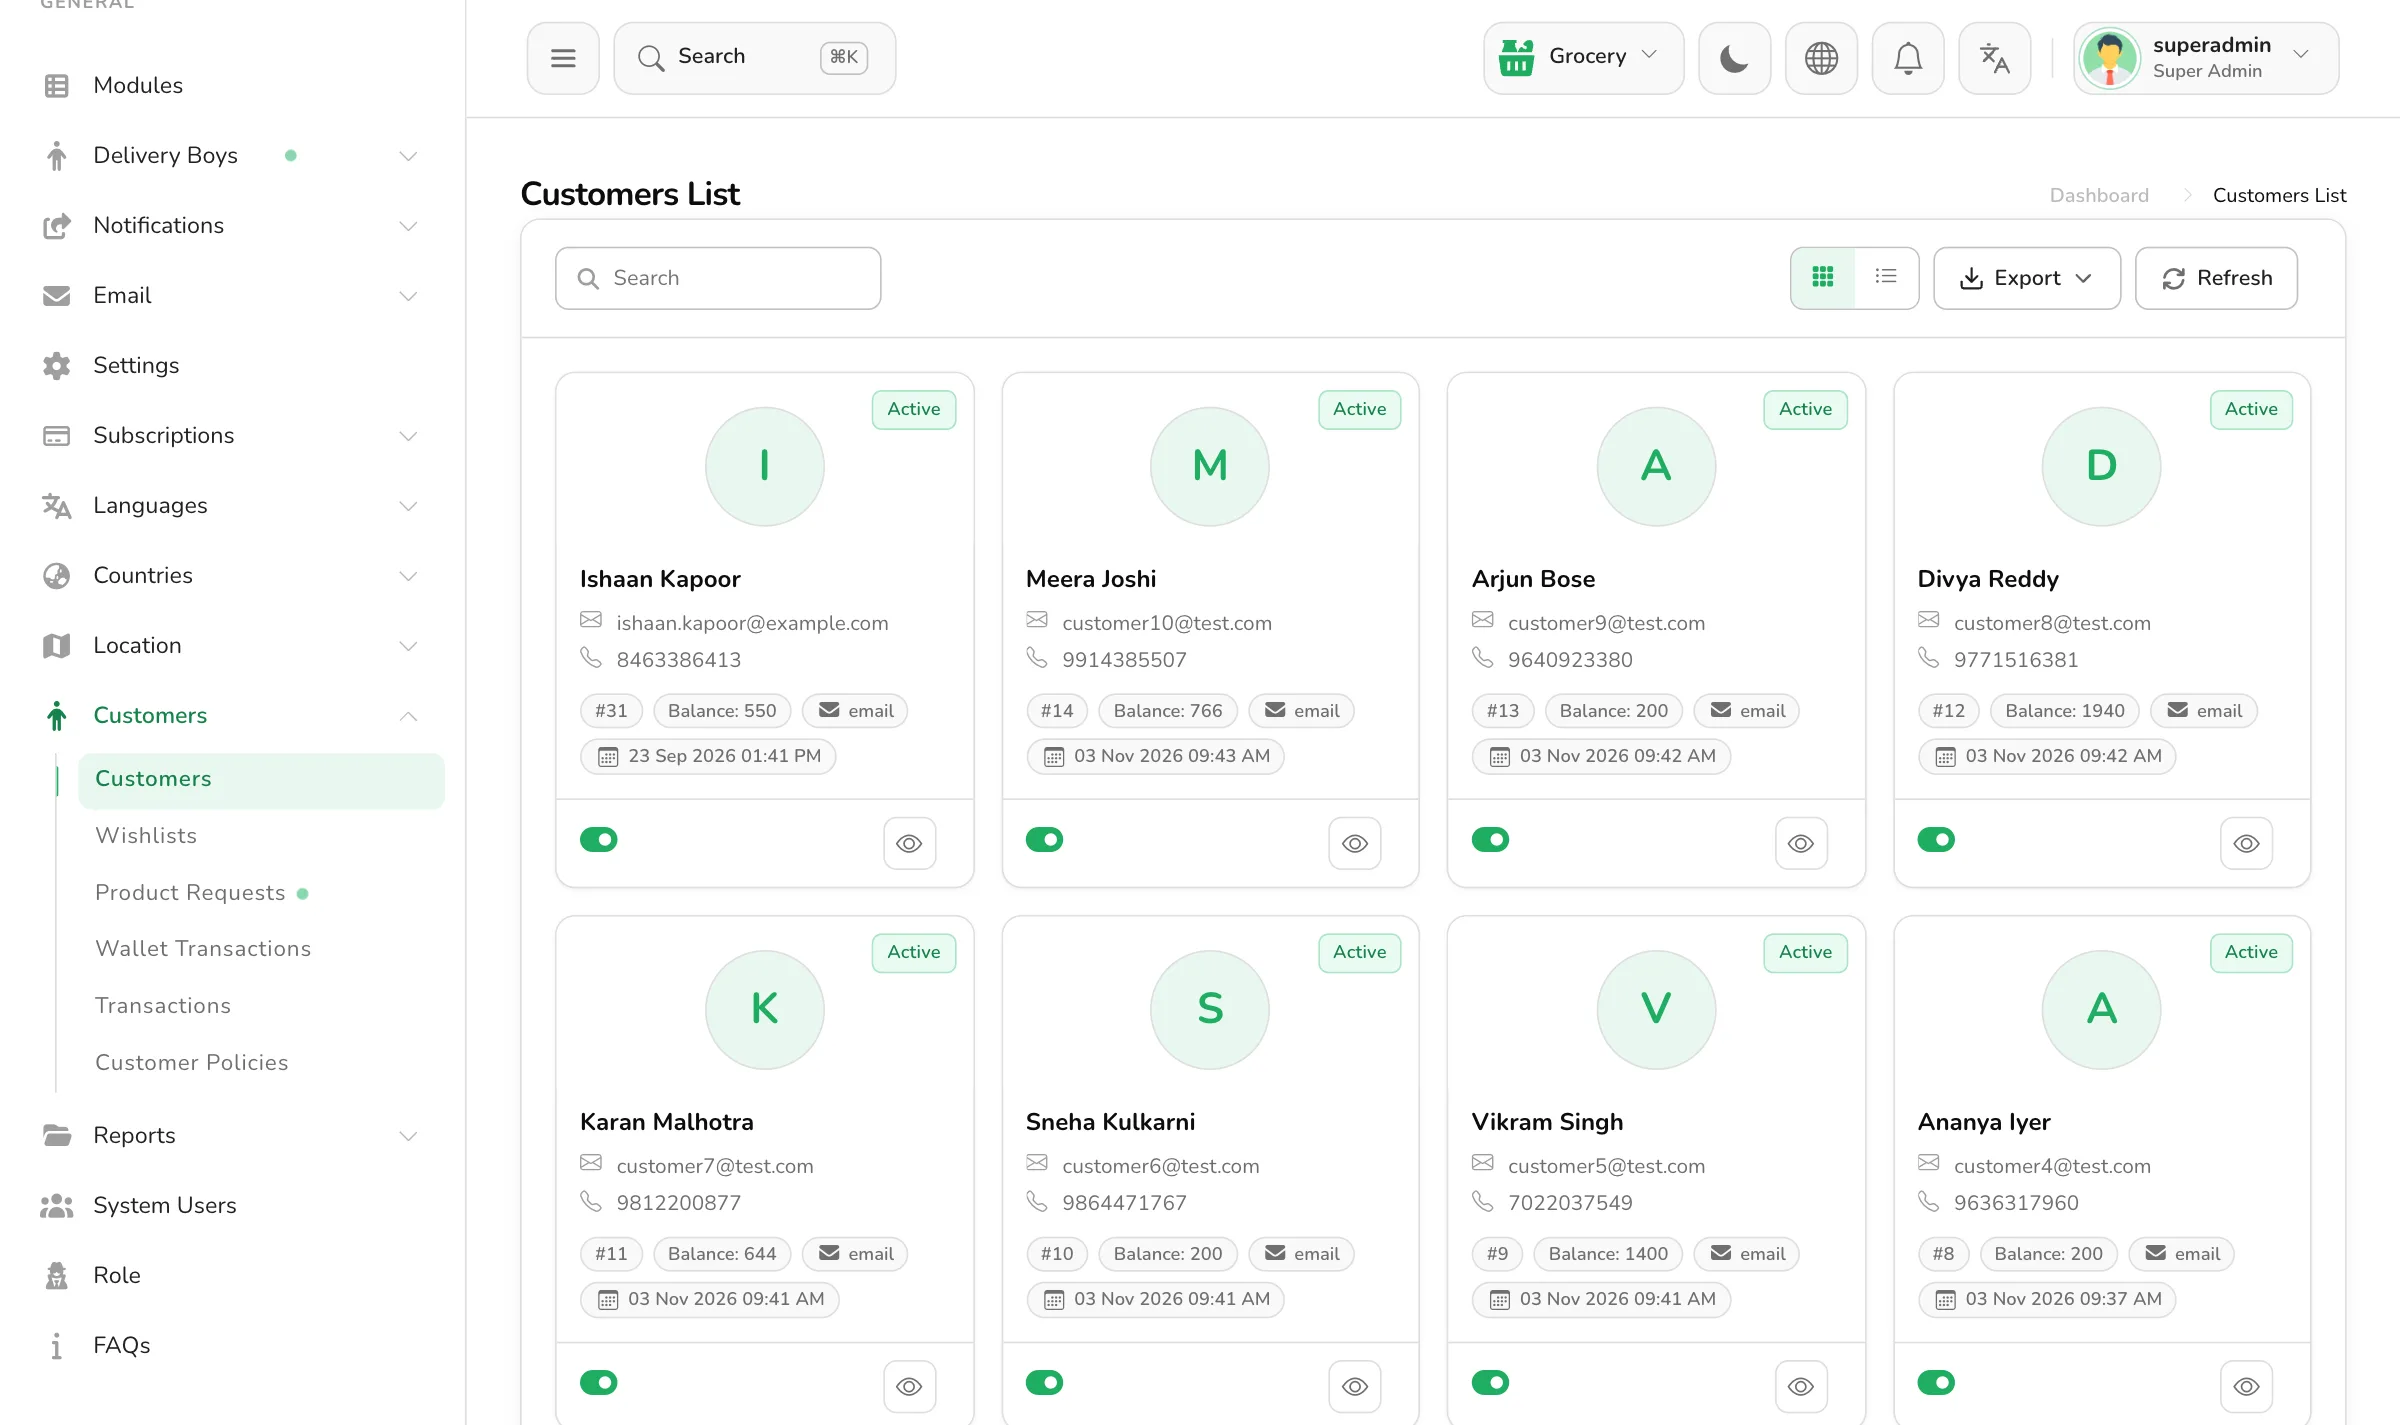 GENERAL
Modules
Delivery Boys
Notifications
Email
Settings
Subscriptions
Languages
Countries
Location
Customers
Customers
Wishlists
Product Requests
Wallet Transactions
Transactions
Customer Policies
Reports
System Users
Role
FAQs
Search ⌘K
Grocery
superadmin
Super Admin
Customers List
Dashboard Customers List
Search
Export
Refresh
Active
I
Ishaan Kapoor
ishaan.kapoor@example.com
8463386413
#31 Balance: 550 email
23 Sep 2026 01:41 PM
Active
M
Meera Joshi
customer10@test.com
9914385507
#14 Balance: 766 email
03 Nov 2026 09:43 AM
Active
A
Arjun Bose
customer9@test.com
9640923380
#13 Balance: 200 email
03 Nov 2026 09:42 AM
Active
D
Divya Reddy
customer8@test.com
9771516381
#12 Balance: 1940 email
03 Nov 2026 09:42 AM
Active
K
Karan Malhotra
customer7@test.com
9812200877
#11 Balance: 644 email
03 Nov 2026 09:41 AM
Active
S
Sneha Kulkarni
customer6@test.com
9864471767
#10 Balance: 200 email
03 Nov 2026 09:41 AM
Active
V
Vikram Singh
customer5@test.com
7022037549
#9 Balance: 1400 email
03 Nov 2026 09:41 AM
Active
A
Ananya Iyer
customer4@test.com
9636317960
#8 Balance: 200 email
03 Nov 2026 09:37 AM